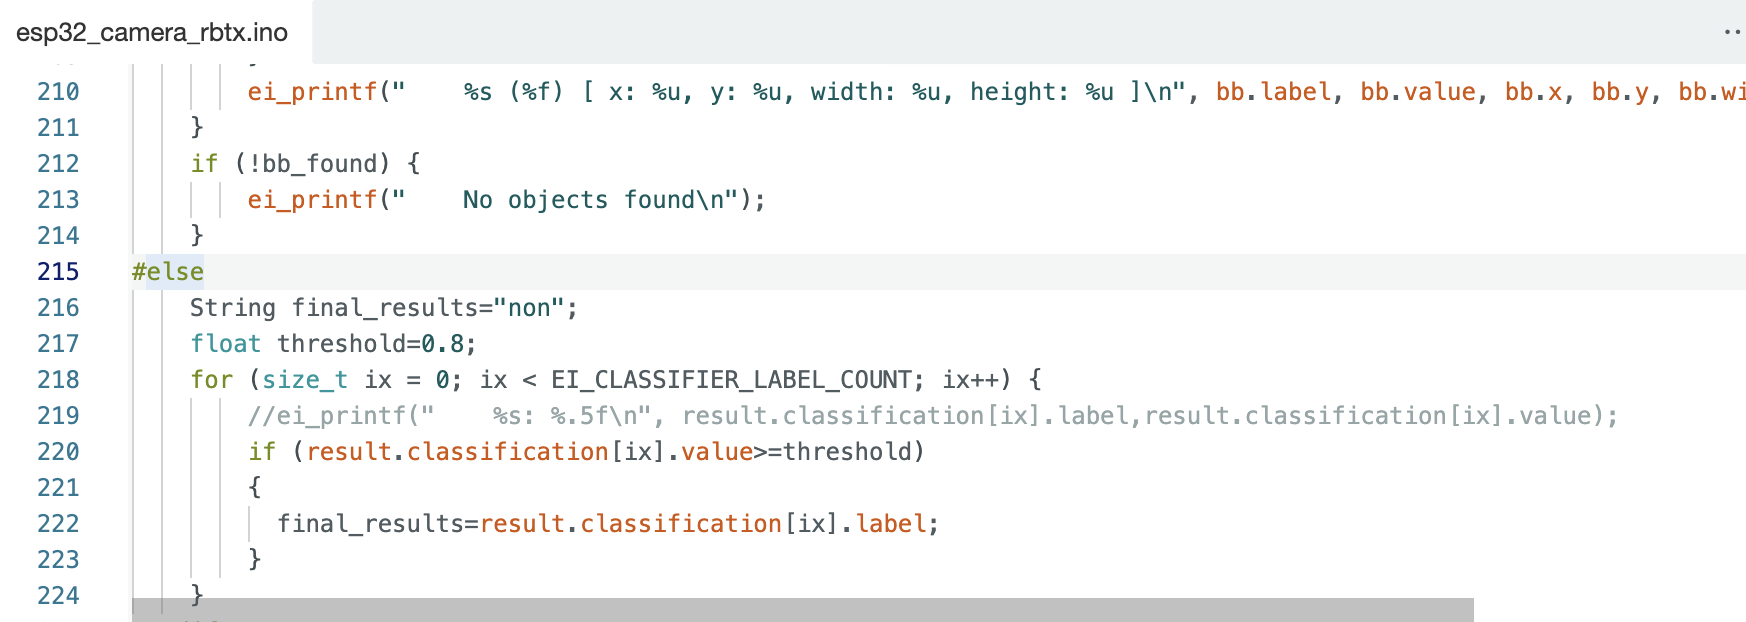 esp32_camera_rbtx.ino
210 ei_printf("    %s (%f) [ x: %u, y: %u, width: %u, height: %u ]\n", bb.label, bb.value, bb.x, bb.y, bb.wi
211 }
212 if (!bb_found) {
213 ei_printf("    No objects found\n");
214 }
215 #else
216 String final_results="non";
217 float threshold=0.8;
218 for (size_t ix = 0; ix < EI_CLASSIFIER_LABEL_COUNT; ix++) {
219 //ei_printf("    %s: %.5f\n", result.classification[ix].label,result.classification[ix].value);
220 if (result.classification[ix].value>=threshold)
221 {
222 final_results=result.classification[ix].label;
223 }
224 }